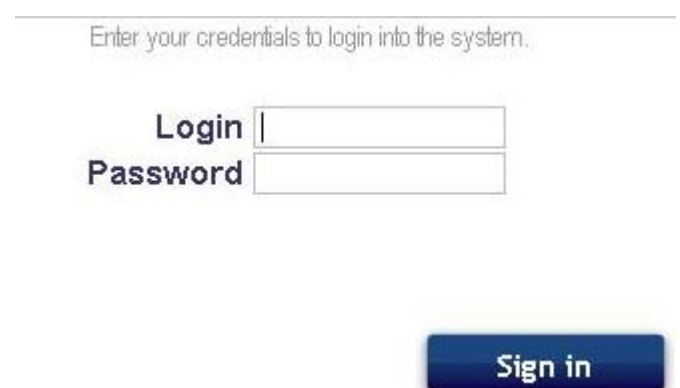 Enter your credentials to login into the system.
Login
Password
Sign in